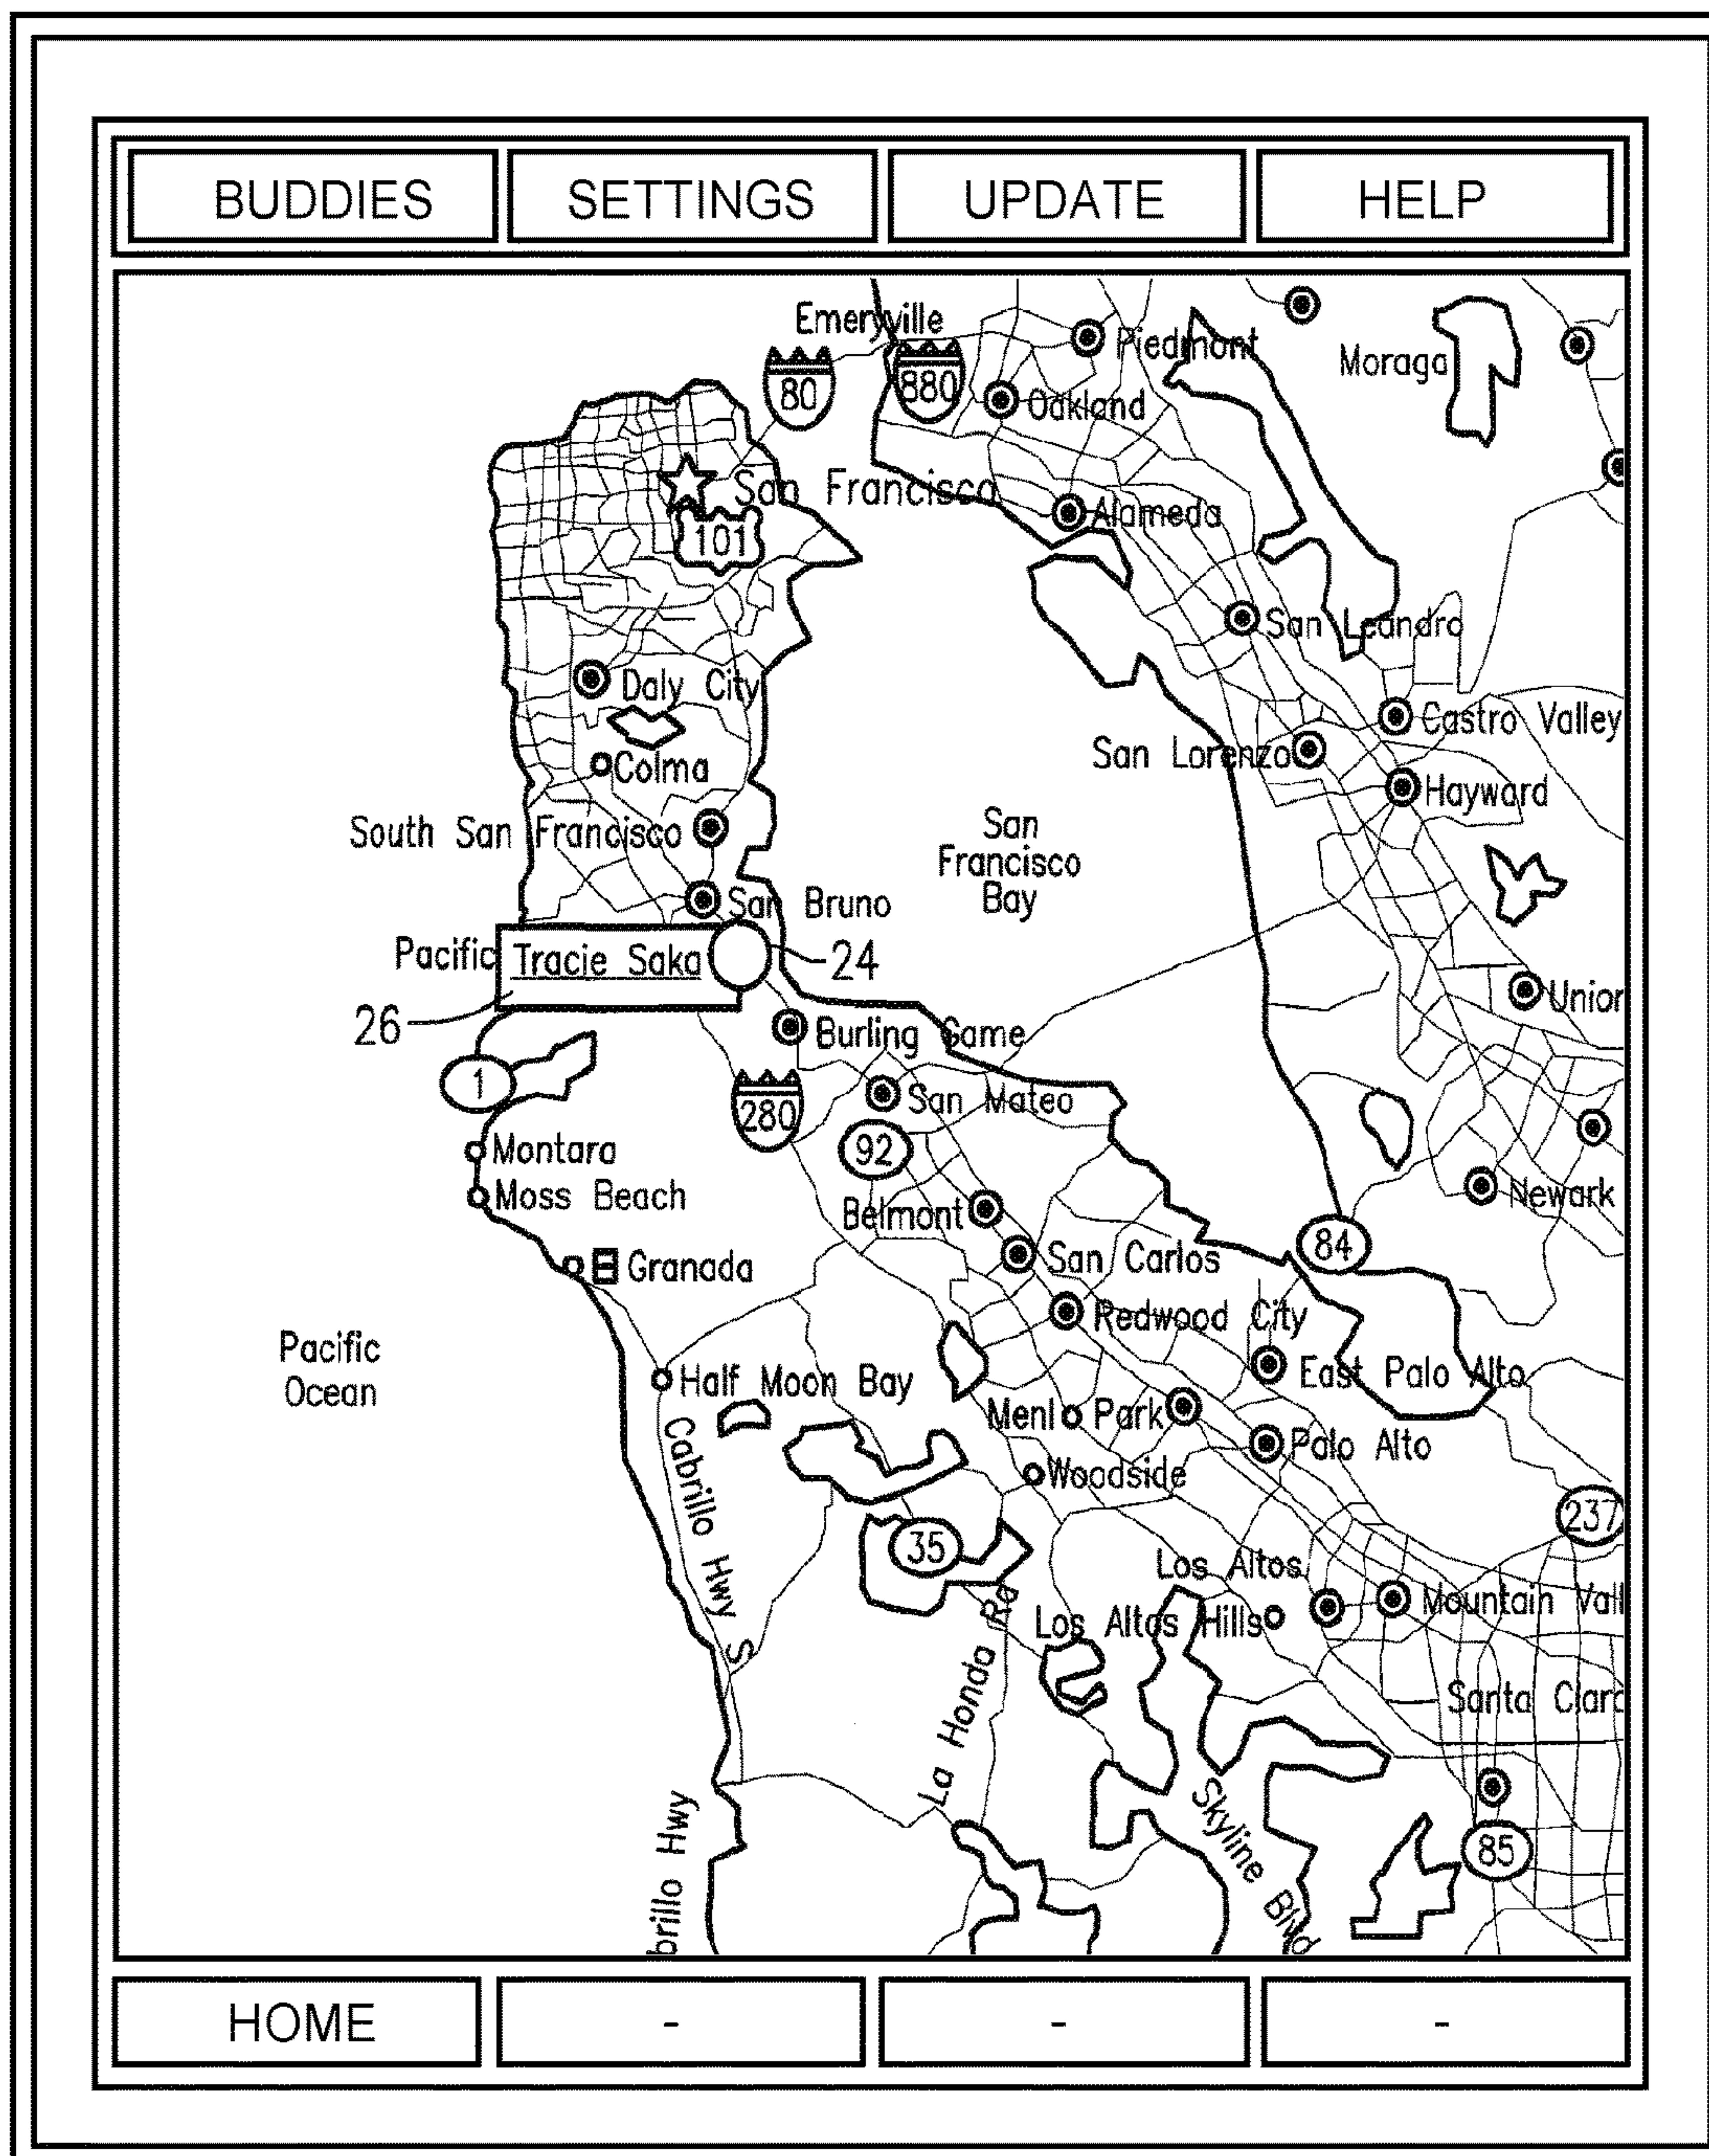 BUDDIES SETTINGS UPDATE HELP
Emeryville
Piedmont
Moraga
80
880
Oakland
San Francisco
Alameda
101
San Leandro
Daly City
Castro Valley
San Lorenzo
Colma
Hayward
South San Francisco
San
Francisco
Bay
San Bruno
Pacific
Tracie Saka
24
Union
26
Burling Game
1
San Mateo
280
92
Montara
Moss Beach
Newark
Belmont
84
San Carlos
Granada
Redwood City
Pacific
Ocean
East Palo Alto
Half Moon Bay
Menlo Park
Palo Alto
Cabrillo Hwy S
Woodside
237
35
Los Altos
Mountain Vall
Los Altos Hills
La Honda Rd
Santa Clara
Skyline Blvd
brillo Hwy
85
HOME - - -